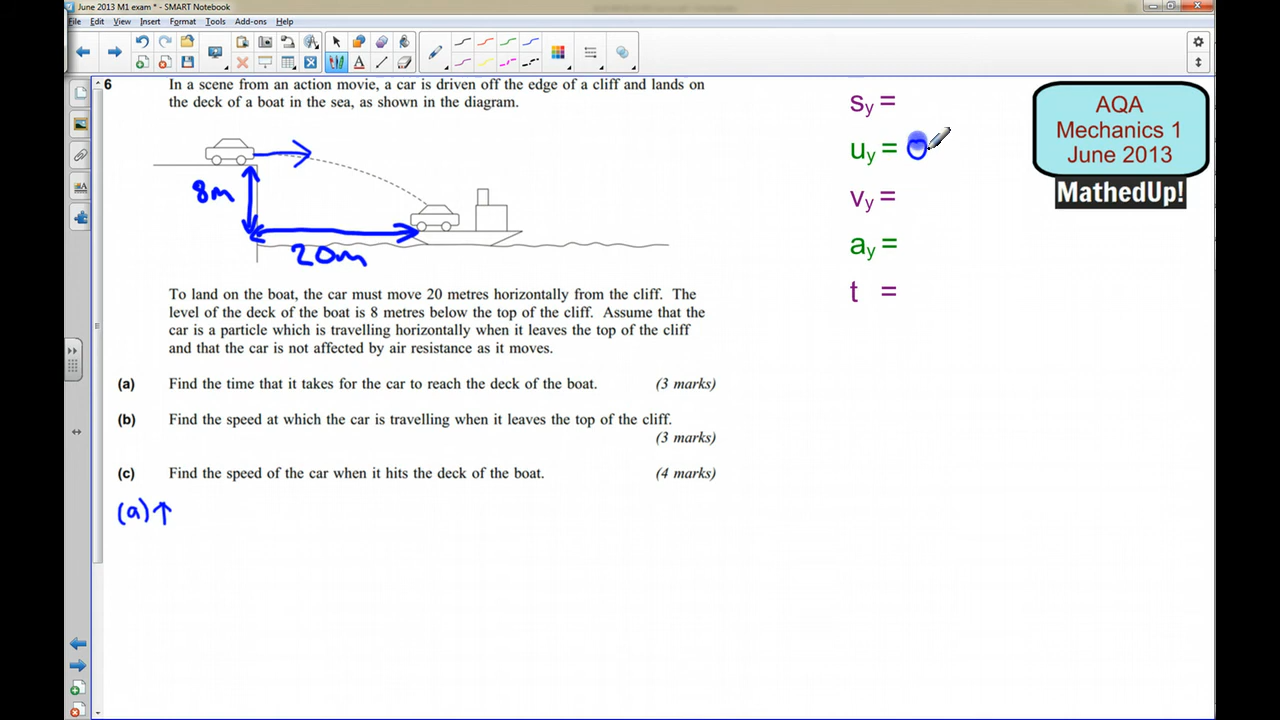 June 2013 M1 exam * - SMART Notebook
File Edit View Insert Format Tools Add-ons Help
6 In a scene from an action movie, a car is driven off the edge of a cliff and lands on
the deck of a boat in the sea, as shown in the diagram.
8m
20m
To land on the boat, the car must move 20 metres horizontally from the cliff. The
level of the deck of the boat is 8 metres below the top of the cliff. Assume that the
car is a particle which is travelling horizontally when it leaves the top of the cliff
and that the car is not affected by air resistance as it moves.
(a) Find the time that it takes for the car to reach the deck of the boat. (3 marks)
(b) Find the speed at which the car is travelling when it leaves the top of the cliff.
(3 marks)
(c) Find the speed of the car when it hits the deck of the boat. (4 marks)
(a) ↑
sy =
uy = 0
vy =
ay =
t =
AQA
Mechanics 1
June 2013
MathedUp!